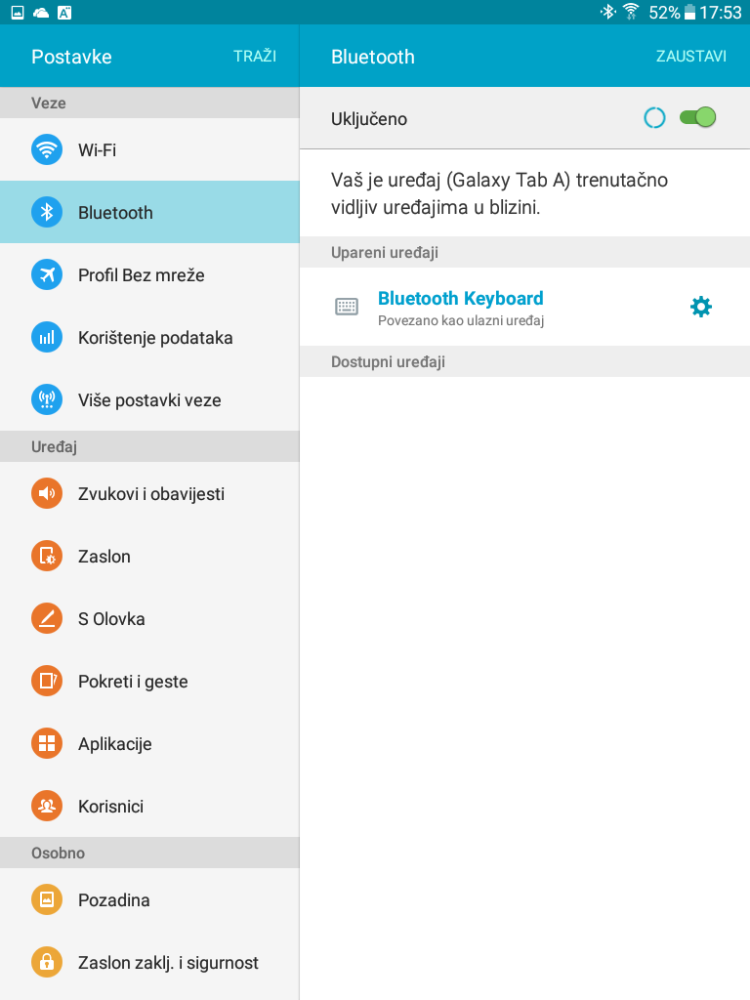 52% 17:53
Postavke TRAŽI
Veze
Wi-Fi
Bluetooth
Profil Bez mreže
Korištenje podataka
Više postavki veze
Uređaj
Zvukovi i obavijesti
Zaslon
S Olovka
Pokreti i geste
Aplikacije
Korisnici
Osobno
Pozadina
Zaslon zaklj. i sigurnost
Bluetooth ZAUSTAVI
Uključeno
Vaš je uređaj (Galaxy Tab A) trenutačno
vidljiv uređajima u blizini.
Upareni uređaji
Bluetooth Keyboard
Povezano kao ulazni uređaj
Dostupni uređaji